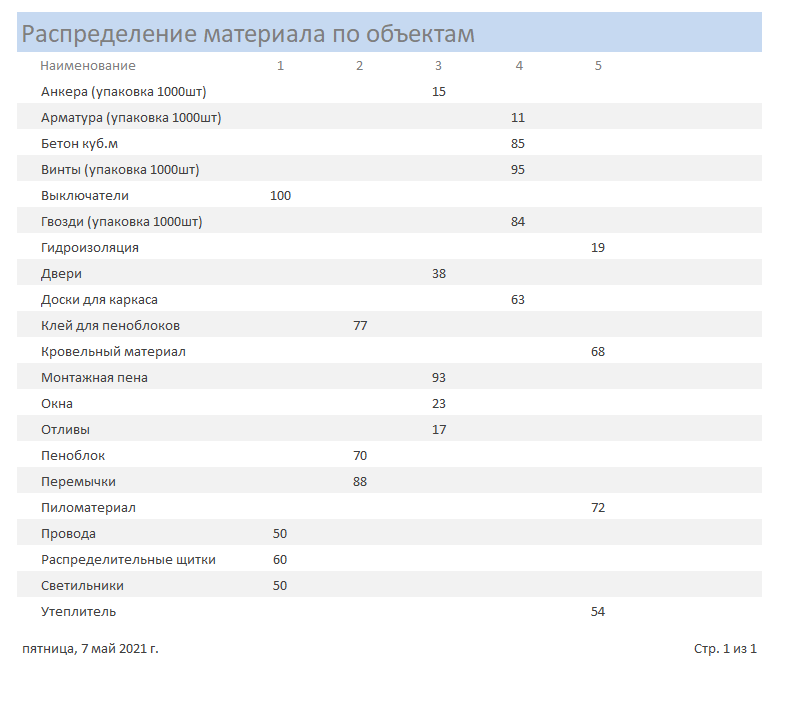 Распределение материала по объектам
Наименование 1 2 3 4 5
Анкера (упаковка 1000шт) 15
Арматура (упаковка 1000шт) 11
Бетон куб.м 85
Винты (упаковка 1000шт) 95
Выключатели 100
Гвозди (упаковка 1000шт) 84
Гидроизоляция 19
Двери 38
Доски для каркаса 63
Клей для пеноблоков 77
Кровельный материал 68
Монтажная пена 93
Окна 23
Отливы 17
Пеноблок 70
Перемычки 88
Пиломатериал 72
Провода 50
Распределительные щитки 60
Светильники 50
Утеплитель 54
пятница, 7 май 2021 г. Стр. 1 из 1